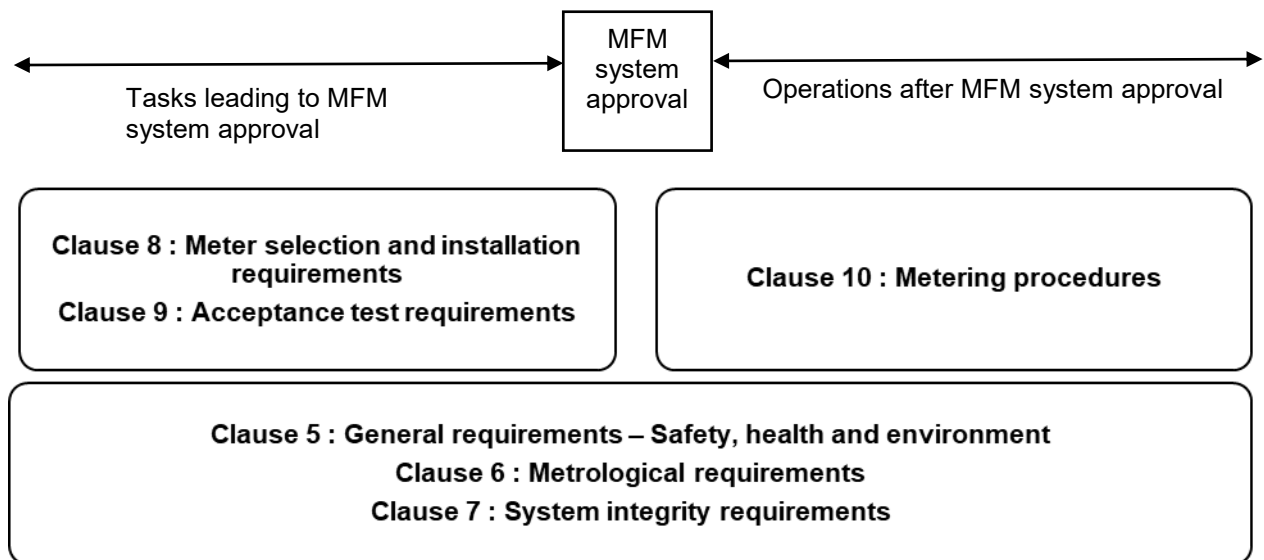 MFM
system
approval
Tasks leading to MFM
system approval
Operations after MFM system approval
Clause 8 : Meter selection and installation
requirements
Clause 9 : Acceptance test requirements
Clause 10 : Metering procedures
Clause 5 : General requirements – Safety, health and environment
Clause 6 : Metrological requirements
Clause 7 : System integrity requirements